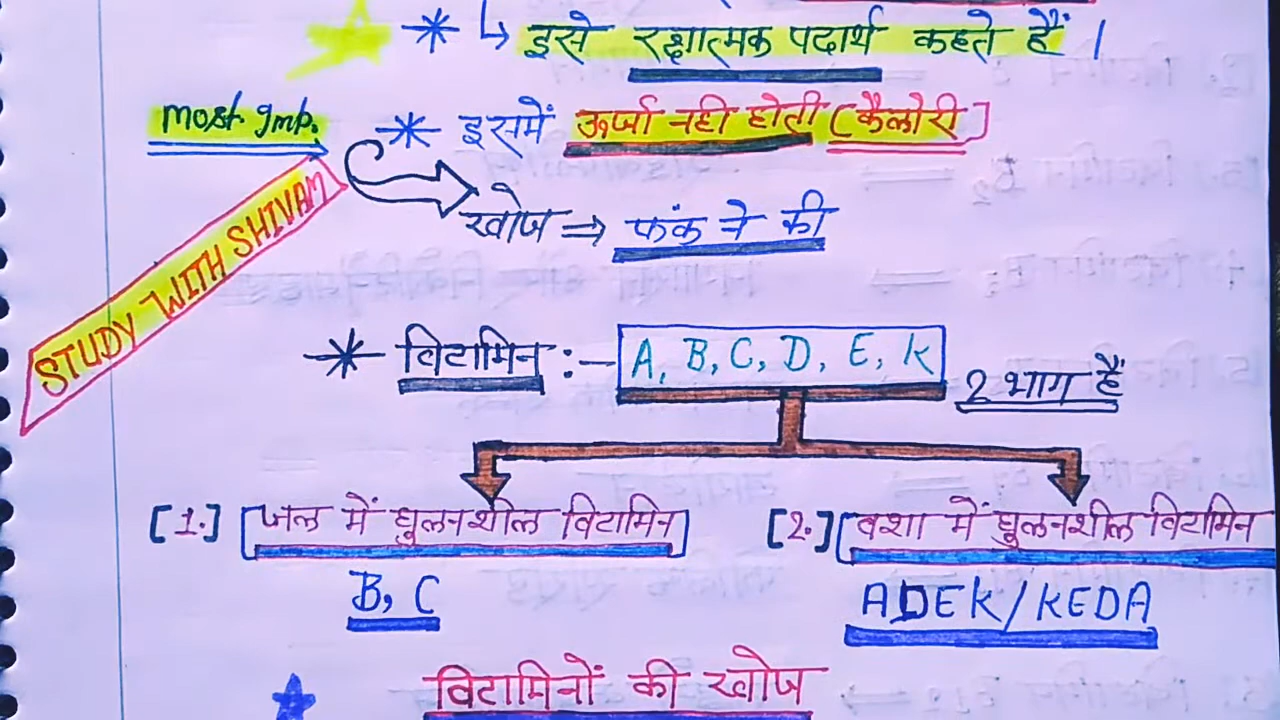 * ↳ इसे रक्षात्मक पदार्थ कहते हैं ।
most Imp.
* इसमें ऊर्जा नही होती (कैलोरी)
STUDY WITH SHIVAM
खोज ⇒ फंक ने की
* विटामिन :- A, B, C, D, E, K
2 भाग हैं
[1.] [जल में घुलनशील विटामिन]
[2.] [वशा में घुलनशील विटामिन
B, C
ADEK/KEDA
विटामिनों की खोज